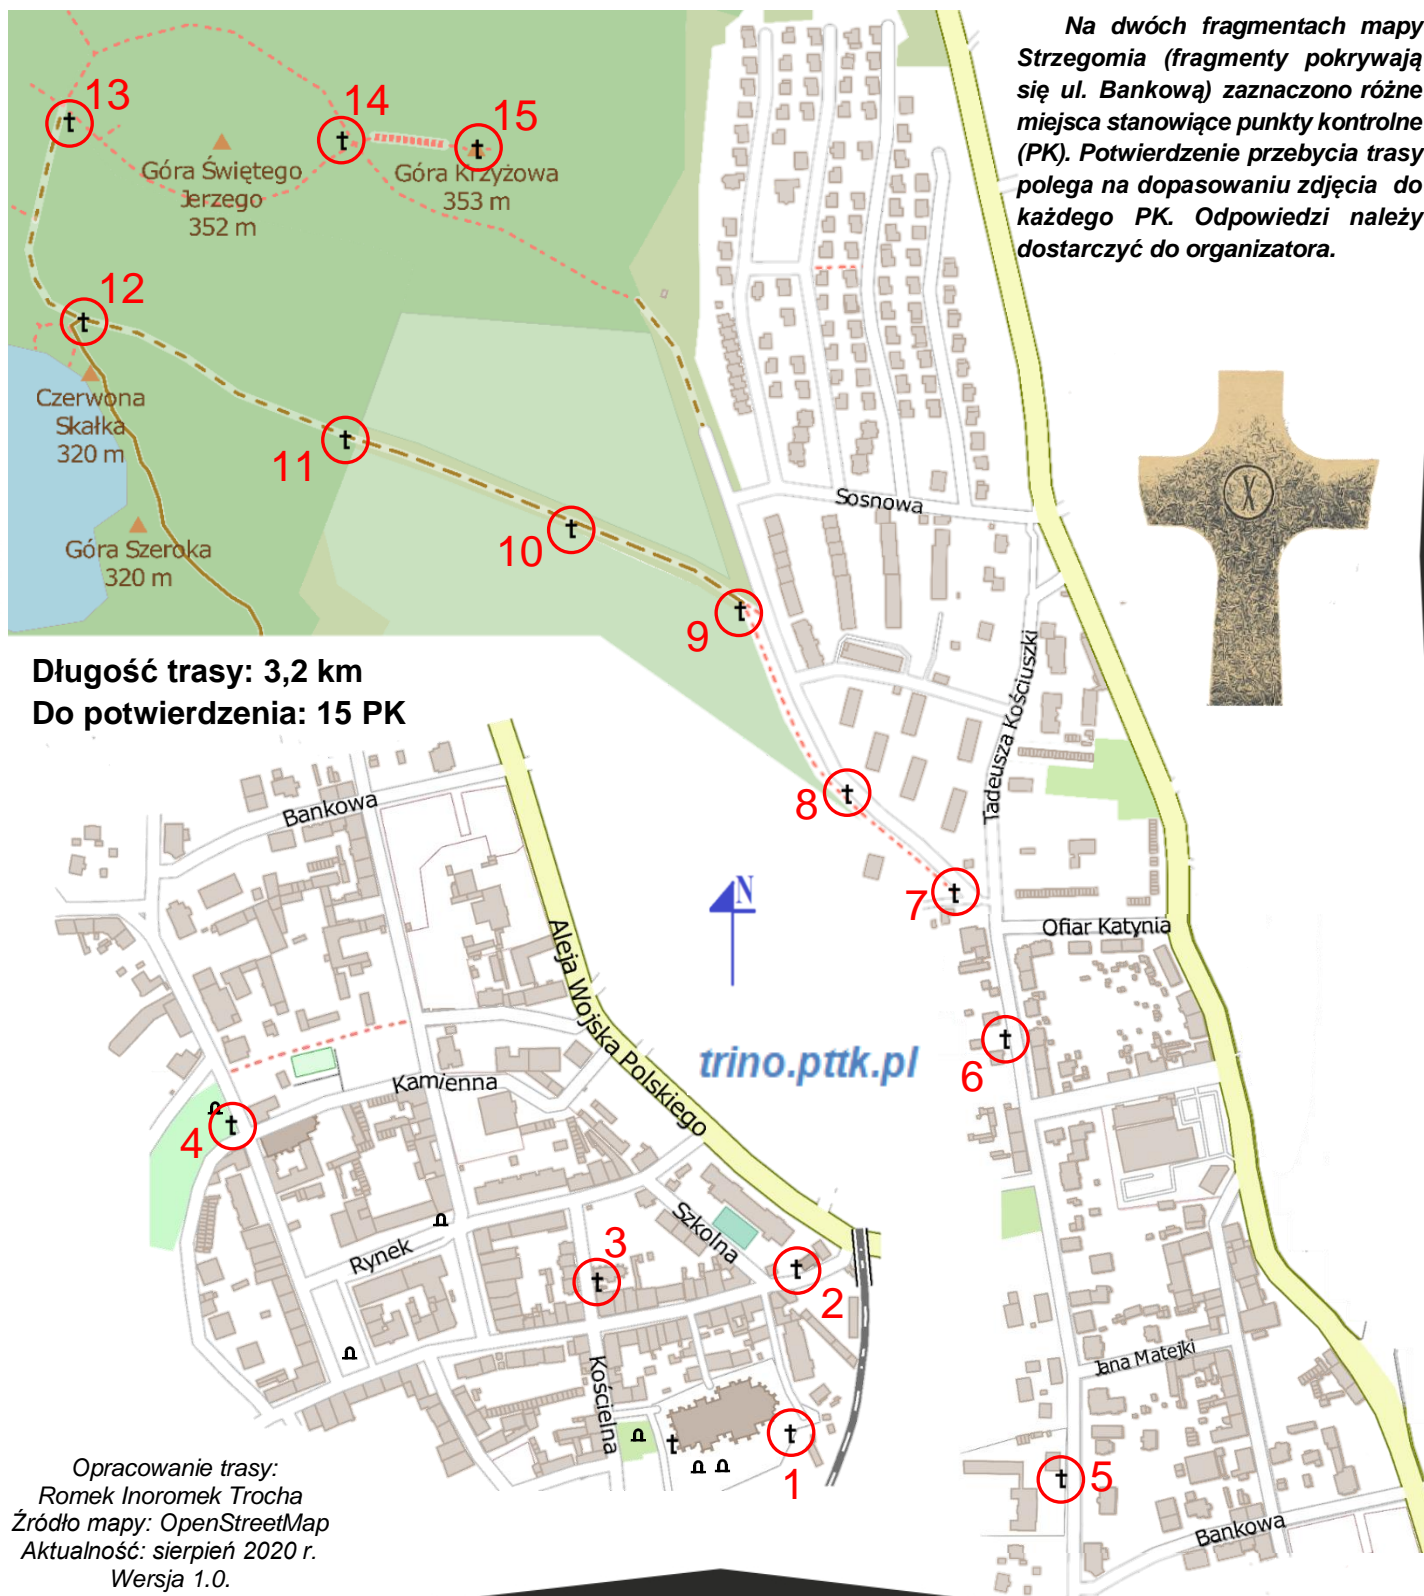 Na dwóch fragmentach mapy
Strzegomia (fragmenty pokrywają
się ul. Bankową) zaznaczono różne
miejsca stanowiące punkty kontrolne
(PK). Potwierdzenie przebycia trasy
polega na dopasowaniu zdjęcia do
każdego PK. Odpowiedzi należy
dostarczyć do organizatora.
13
14
15
Góra Świętego
Jerzego
352 m
Góra Krzyżowa
353 m
12
Czerwona
Skałka
320 m
11
Sosnowa
10
Góra Szeroka
320 m
9
Tadeusza Kościuszki
Długość trasy: 3,2 km
Do potwierdzenia: 15 PK
8
Bankowa
7
N
Ofiar Katynia
Aleja Wojska Polskiego
trino.pttk.pl
6
Kamienna
4
Szkolna
Rynek
3
2
Jana Matejki
Kościelna
1
5
Bankowa
Opracowanie trasy:
Romek Inoromek Trocha
Źródło mapy: OpenStreetMap
Aktualność: sierpień 2020 r.
Wersja 1.0.